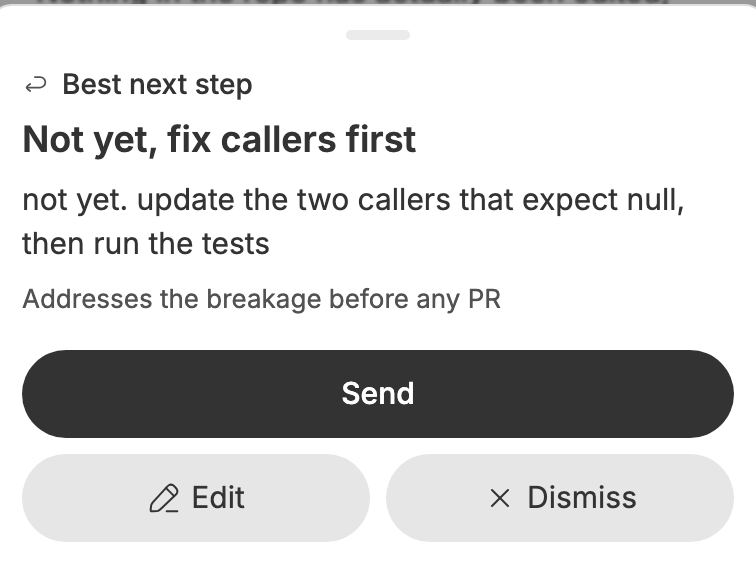 Best next step
Not yet, fix callers first
not yet. update the two callers that expect null,
then run the tests
Addresses the breakage before any PR
Send
Edit
Dismiss